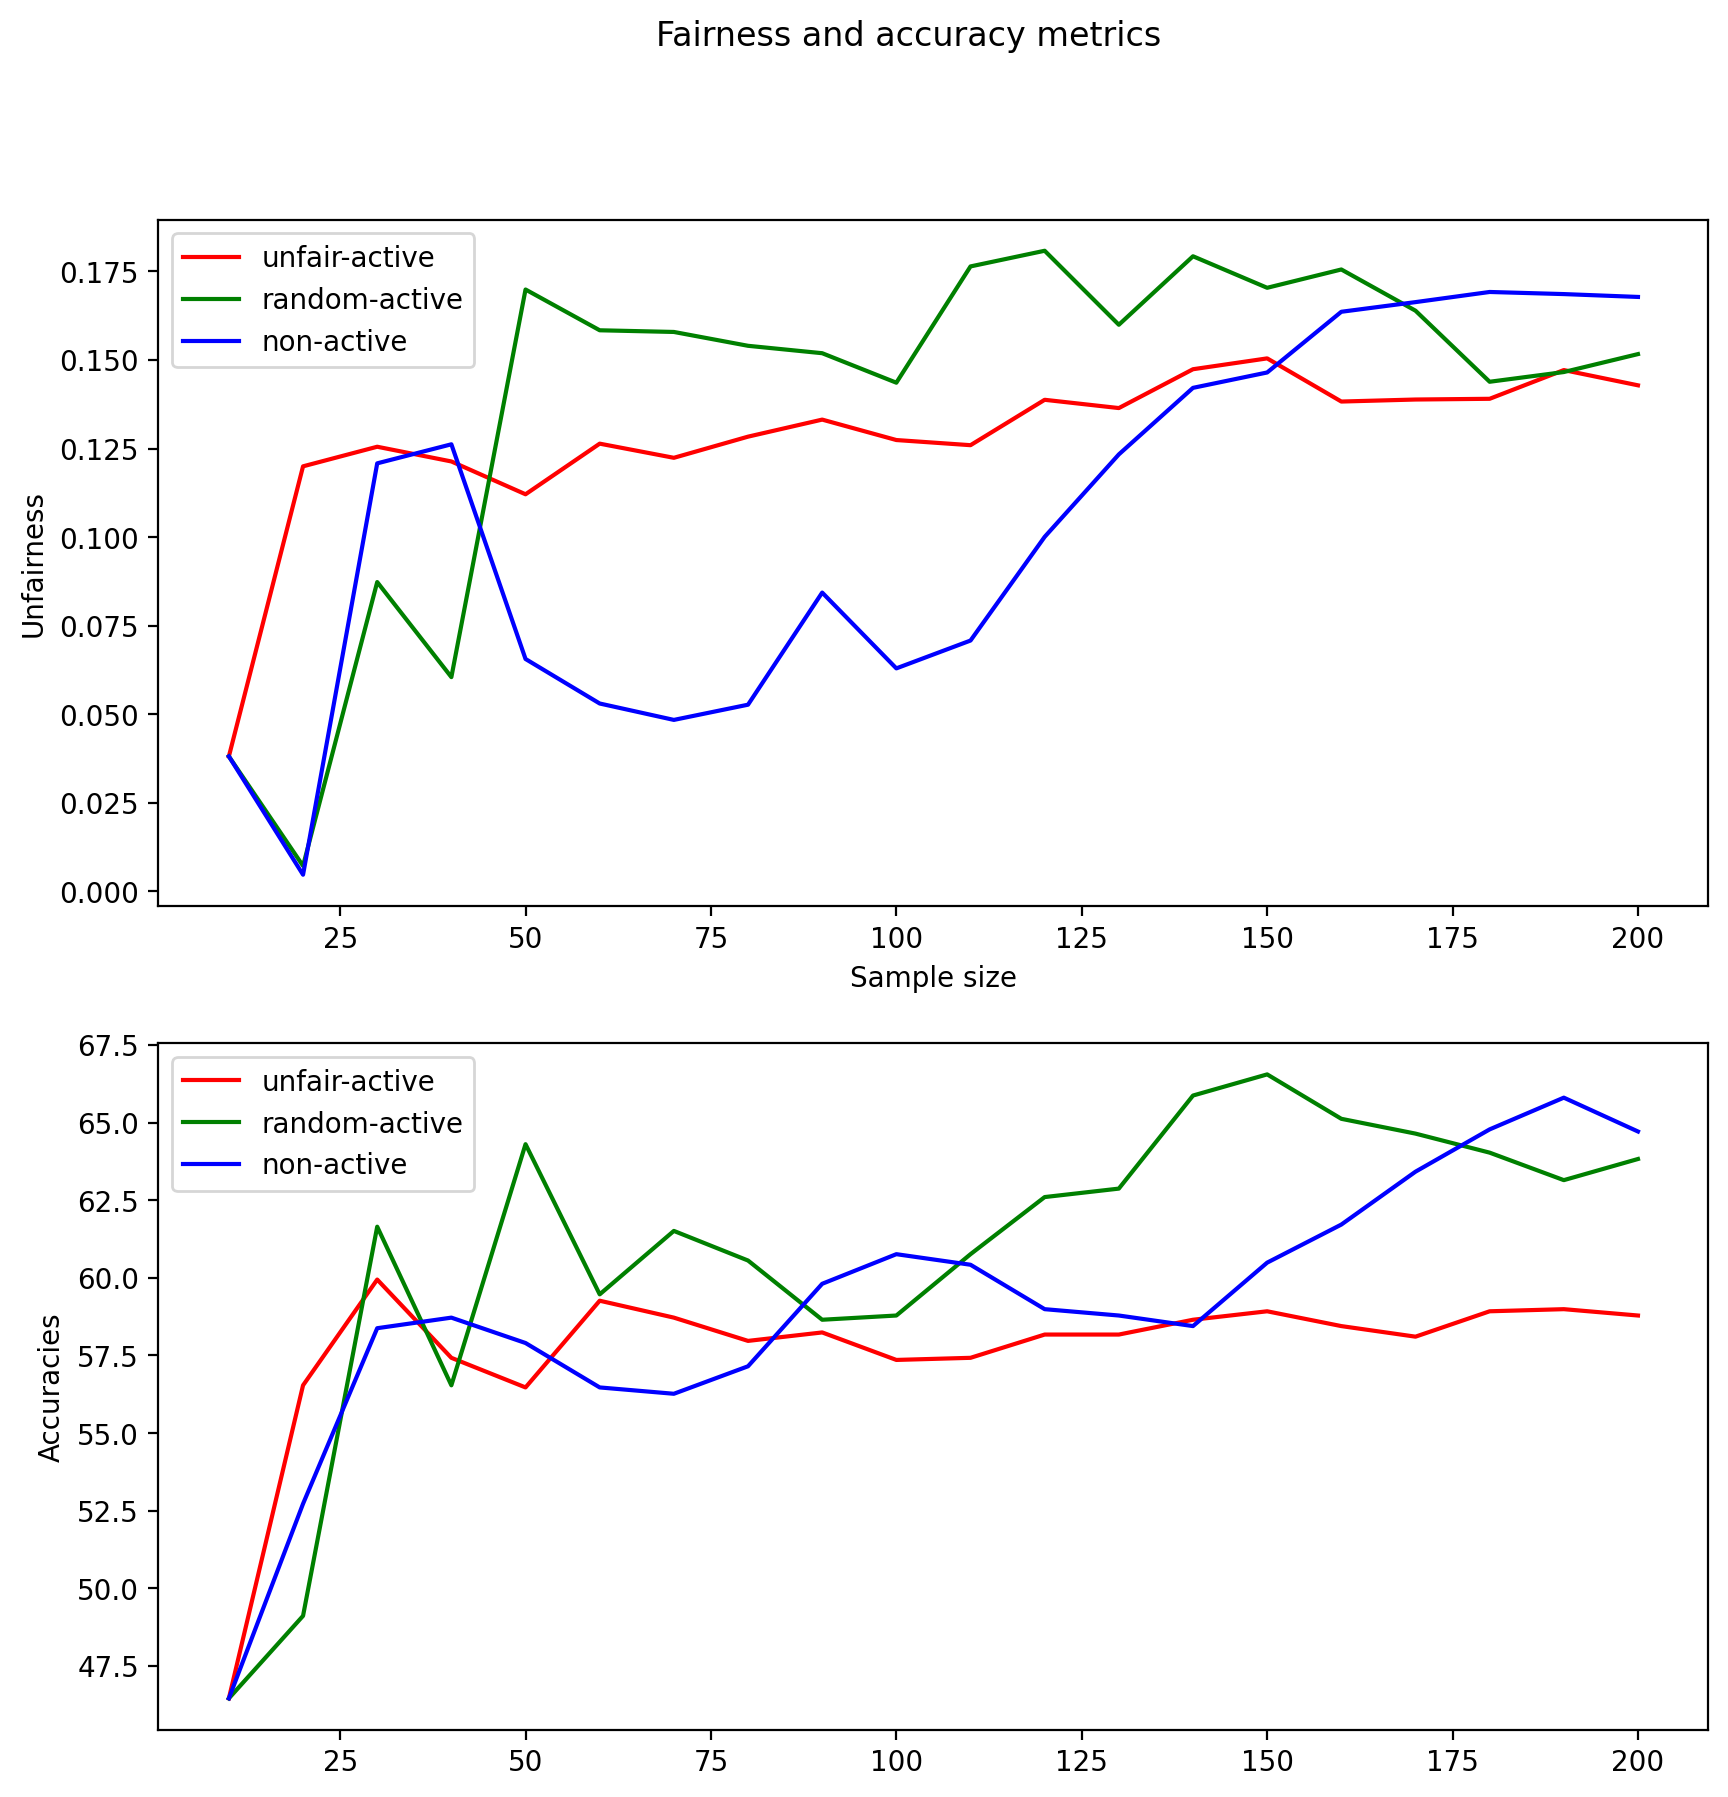 Fairness and accuracy metrics
unfair-active
random-active
non-active
0.175
0.150
0.125
0.100
0.075
0.050
0.025
0.000
Unfairness
25 50 75 100 125 150 175 200
Sample size
unfair-active
random-active
non-active
67.5
65.0
62.5
60.0
57.5
55.0
52.5
50.0
47.5
Accuracies
25 50 75 100 125 150 175 200